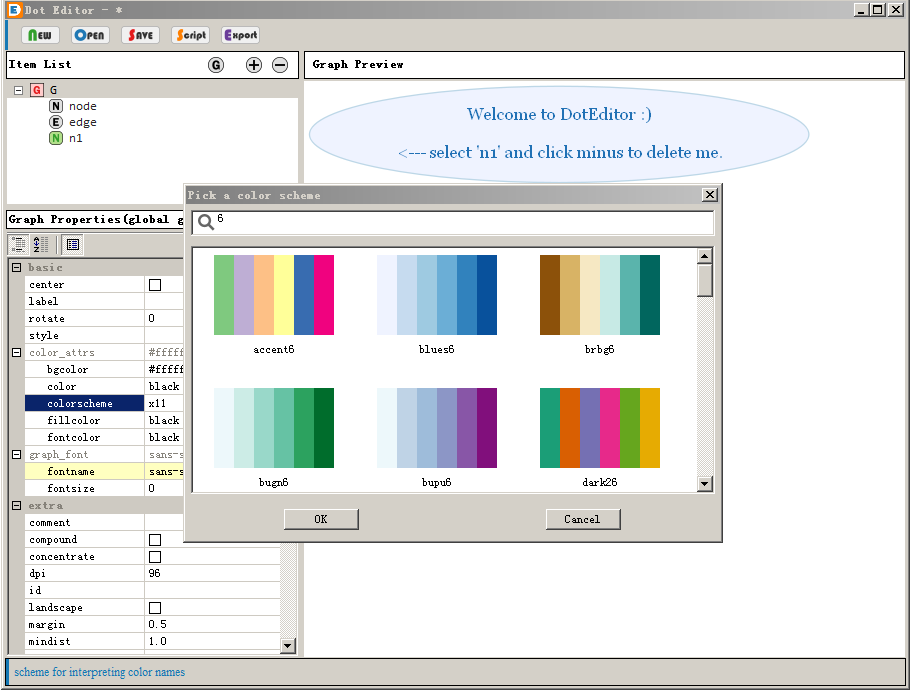 Dot Editor - *
New Open Save Script Export
Item List G
Graph Preview
G G
N node
E edge
N n1
Welcome to DotEditor :)
<--- select 'n1' and click minus to delete me.
Graph Properties(global g
Pick a color scheme
6
accent6 blues6 brbg6
bugn6 bupu6 dark26
OK Cancel
basic
center
label
rotate 0
style
color_attrs #fffff
bgcolor #fffff
color black
colorscheme x11
fillcolor black
fontcolor black
graph_font sans-s
fontname sans-s
fontsize 0
extra
comment
compound
concentrate
dpi 96
id
landscape
margin 0.5
mindist 1.0
scheme for interpreting color names